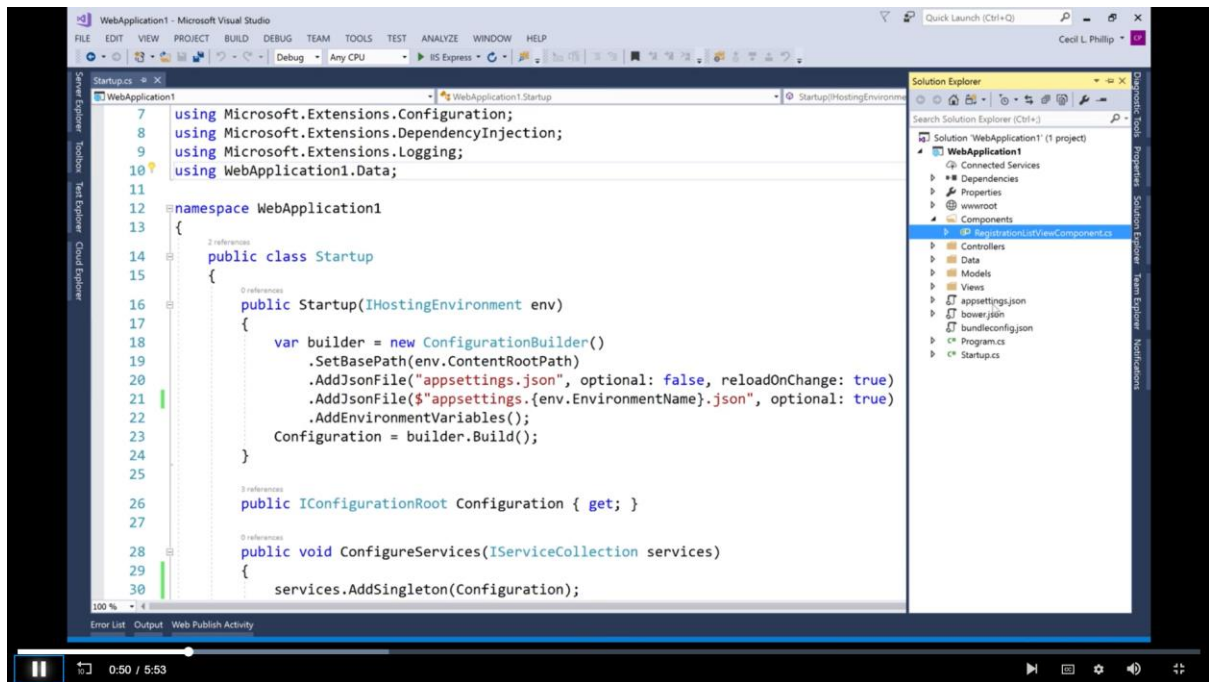 WebApplication1 - Microsoft Visual Studio
Quick Launch (Ctrl+Q)
FILE EDIT VIEW PROJECT BUILD DEBUG TEAM TOOLS TEST ANALYZE WINDOW HELP
Cecil L. Phillip CP
Debug Any CPU IIS Express
Server Explorer
Toolbox
Test Explorer
Cloud Explorer
Startup.cs
WebApplication1 WebApplication1.Startup Startup(IHostingEnvironme
7 using Microsoft.Extensions.Configuration;
8 using Microsoft.Extensions.DependencyInjection;
9 using Microsoft.Extensions.Logging;
10 using WebApplication1.Data;
11
12 namespace WebApplication1
13 {
2 references
14 public class Startup
15 {
0 references
16 public Startup(IHostingEnvironment env)
17 {
18 var builder = new ConfigurationBuilder()
19 .SetBasePath(env.ContentRootPath)
20 .AddJsonFile("appsettings.json", optional: false, reloadOnChange: true)
21 .AddJsonFile($"appsettings.{env.EnvironmentName}.json", optional: true)
22 .AddEnvironmentVariables();
23 Configuration = builder.Build();
24 }
25
3 references
26 public IConfigurationRoot Configuration { get; }
27
0 references
28 public void ConfigureServices(IServiceCollection services)
29 {
30 services.AddSingleton(Configuration);
100 %
Error List Output Web Publish Activity
Solution Explorer
Search Solution Explorer (Ctrl+;)
Solution 'WebApplication1' (1 project)
WebApplication1
Connected Services
Dependencies
Properties
wwwroot
Components
RegistrationListViewComponent.cs
Controllers
Data
Models
Views
appsettings.json
bower.json
bundleconfig.json
C# Program.cs
C# Startup.cs
Diagnostic Tools
Properties
Solution Explorer
Team Explorer
Notifications
10 0:50 / 5:53
CC